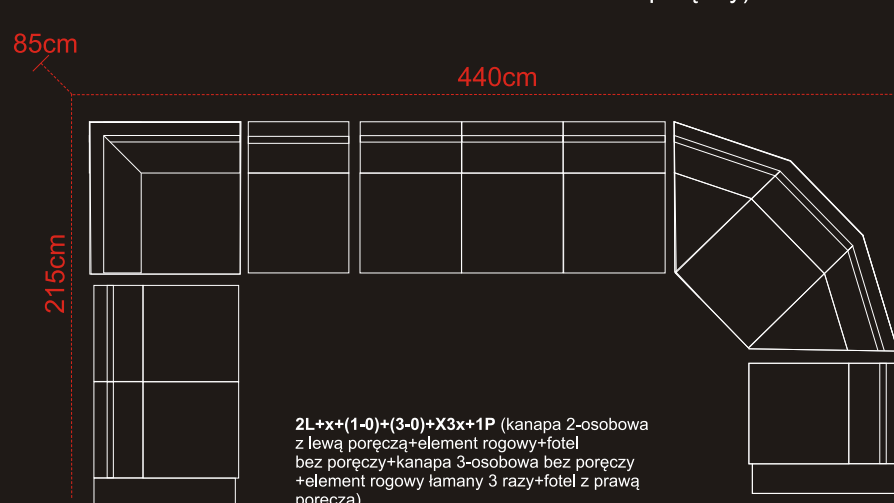 85cm
440cm
215cm
2L+x+(1-0)+(3-0)+X3x+1P (kanapa 2-osobowa
z lewą poręczą+element rogowy+fotel
bez poręczy+kanapa 3-osobowa bez poręczy
+element rogowy łamany 3 razy+fotel z prawą
poręczą)